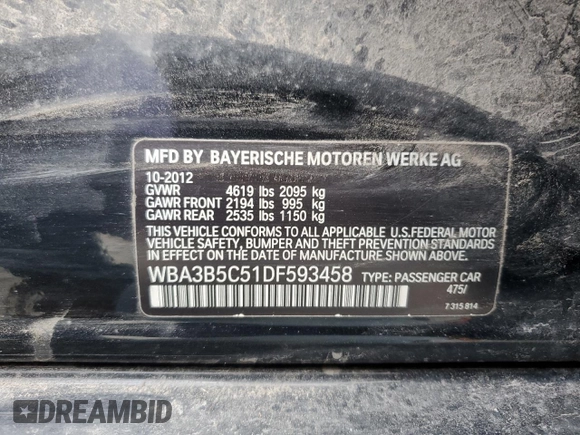 MFD BY BAYERISCHE MOTOREN WERKE AG
10-2012
GVWR 4619 lbs 2095 kg
GAWR FRONT 2194 lbs 995 kg
GAWR REAR 2535 lbs 1150 kg
THIS VEHICLE CONFORMS TO ALL APPLICABLE U.S.FEDERAL MOTOR
VEHICLE SAFETY, BUMPER AND THEFT PREVENTION STANDARDS
IN EFFECT ON THE DATE OF MANUFACTURE SHOWN ABOVE.
WBA3B5C51DF593458 TYPE: PASSENGER CAR
475/
7 315 814
DREAMBID